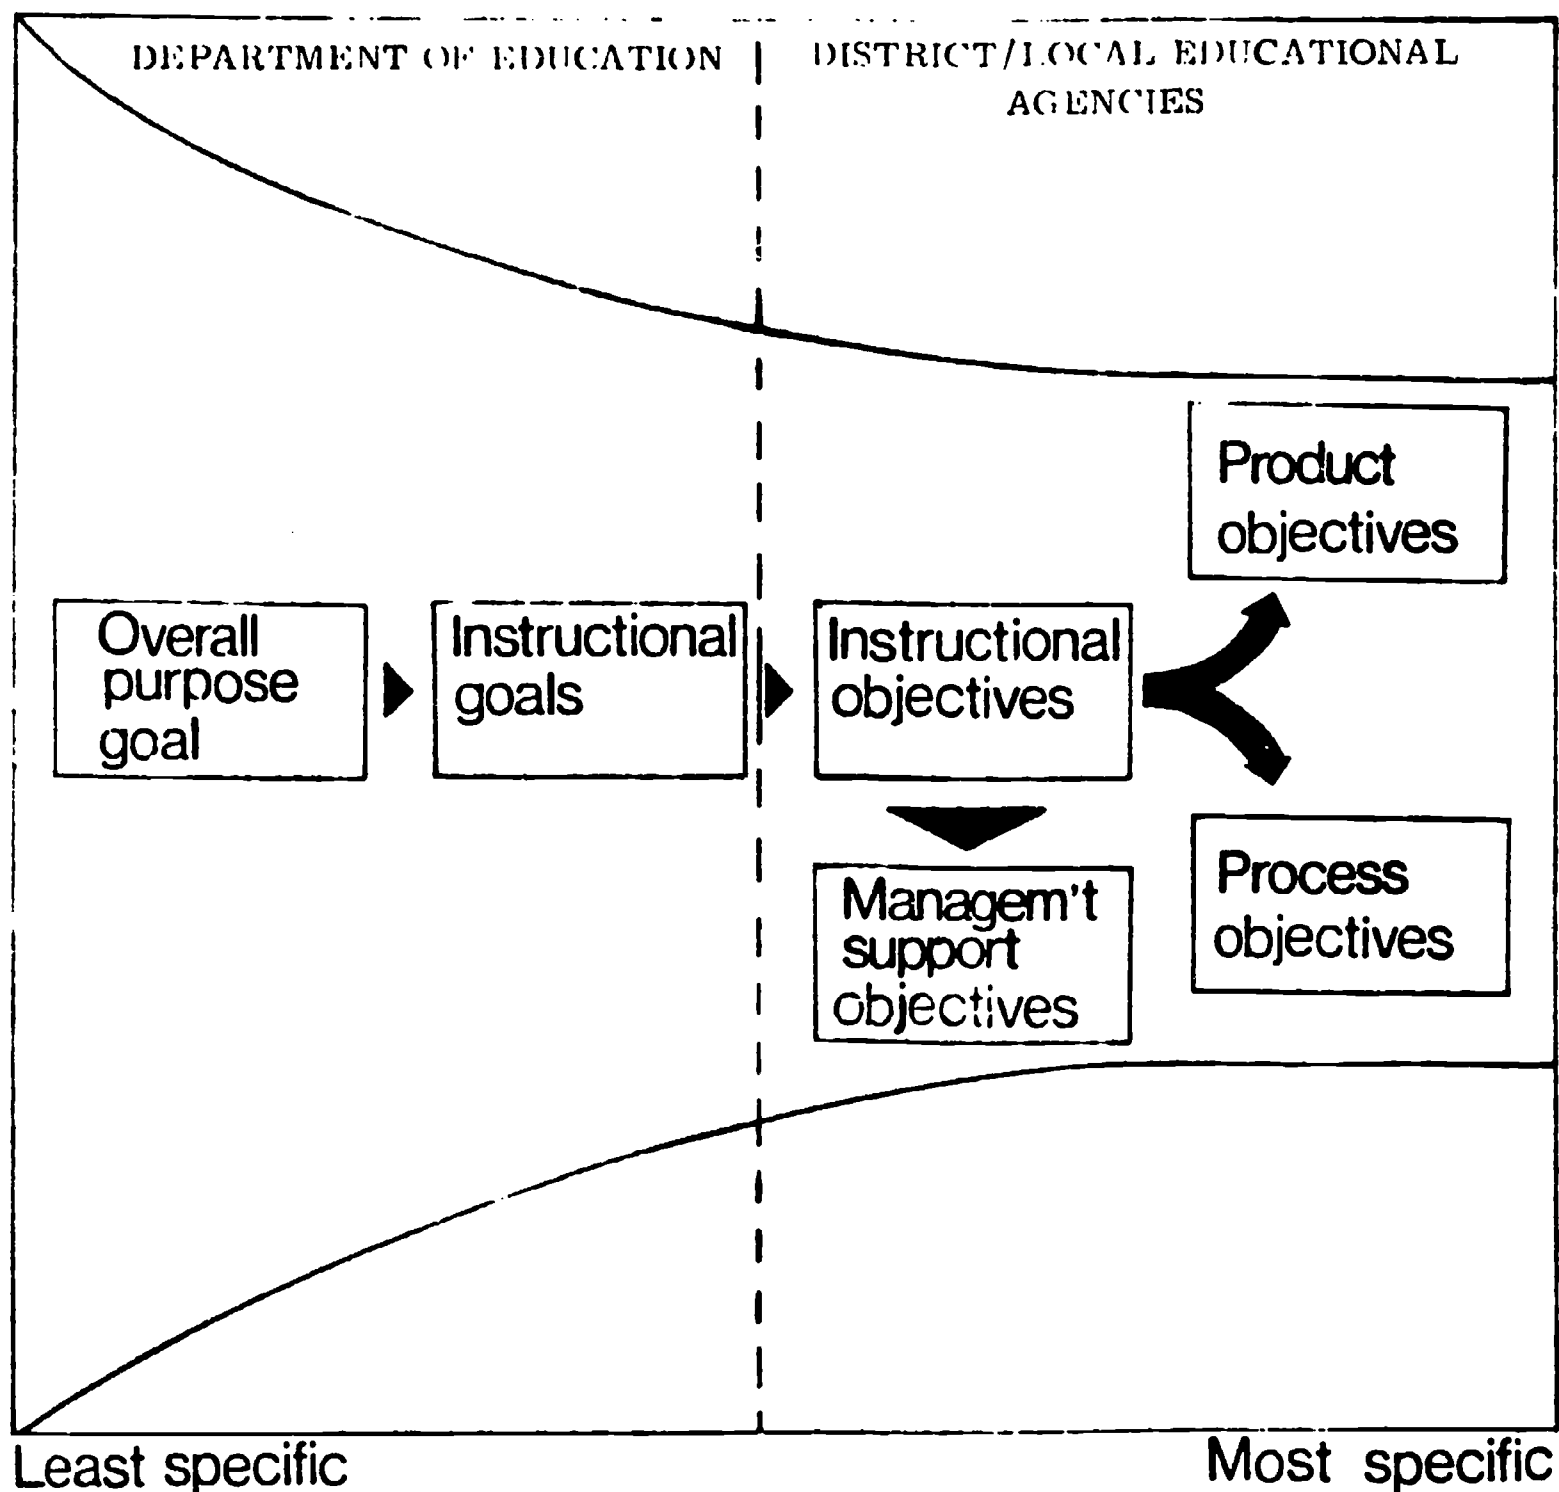 DEPARTMENT OF EDUCATION
DISTRICT/LOCAL EDUCATIONAL
AGENCIES
Product
objectives
Overall
purpose
goal
Instructional
goals
Instructional
objectives
Managem't
support
objectives
Process
objectives
Least specific
Most specific